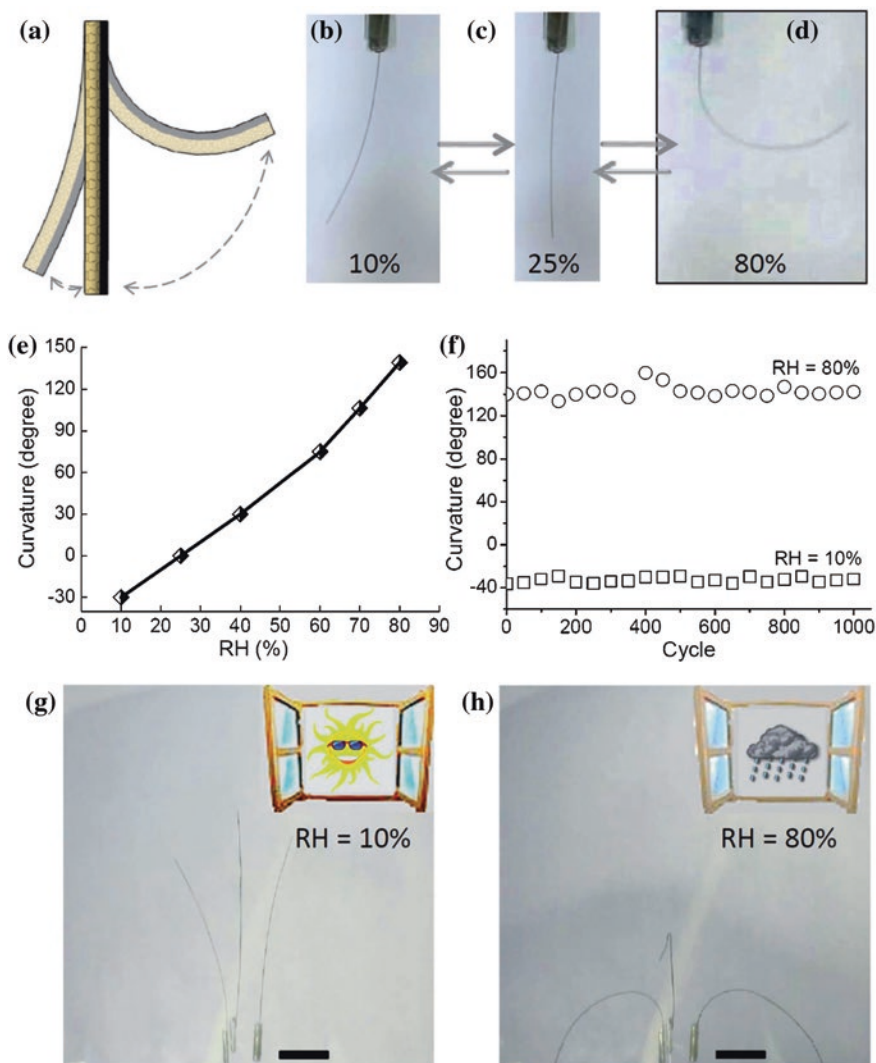 (a)
(b)
(c)
(d)
10%
25%
80%
(e)
150
120
90
60
30
0
-30
Curvature (degree)
0 10 20 30 40 50 60 70 80 90
RH (%)
(f)
160
120
80
40
0
-40
Curvature (degree)
RH = 80%
RH = 10%
0 200 400 600 800 1000
Cycle
(g)
RH = 10%
(h)
RH = 80%